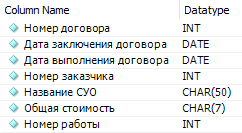 Column Name Datatype
Номер договора INT
Дата заключения договора DATE
Дата выполнения договора DATE
Номер заказчика INT
Название СУО CHAR(50)
Общая стоимость CHAR(7)
Номер работы INT